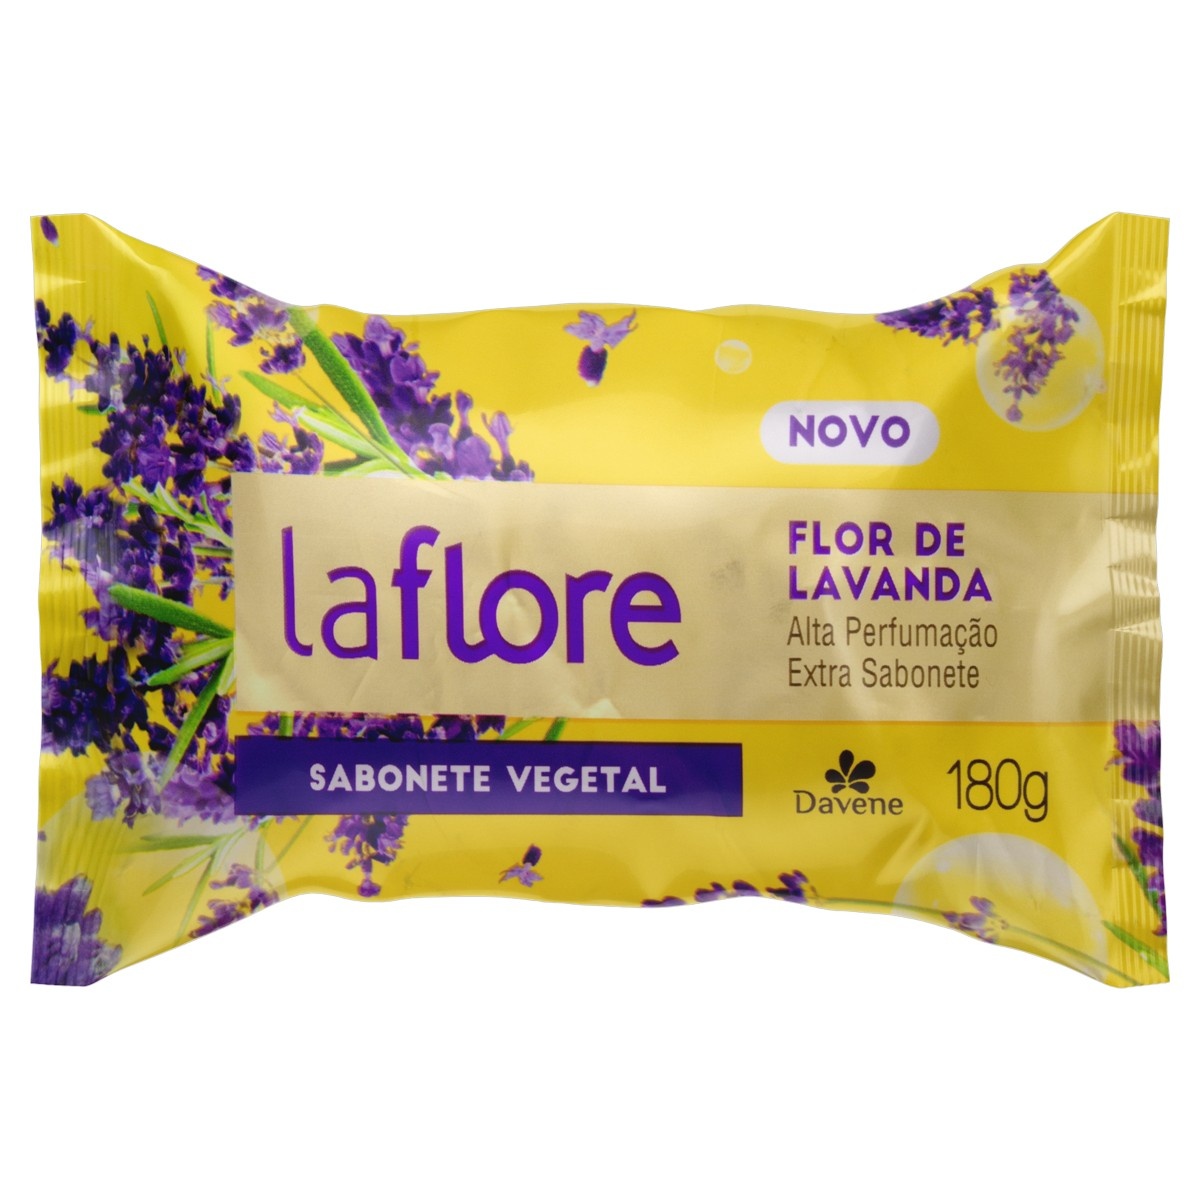 NOVO
laflore
FLOR DE
LAVANDA
Alta Perfumação
Extra Sabonete
SABONETE VEGETAL
Davene
180g